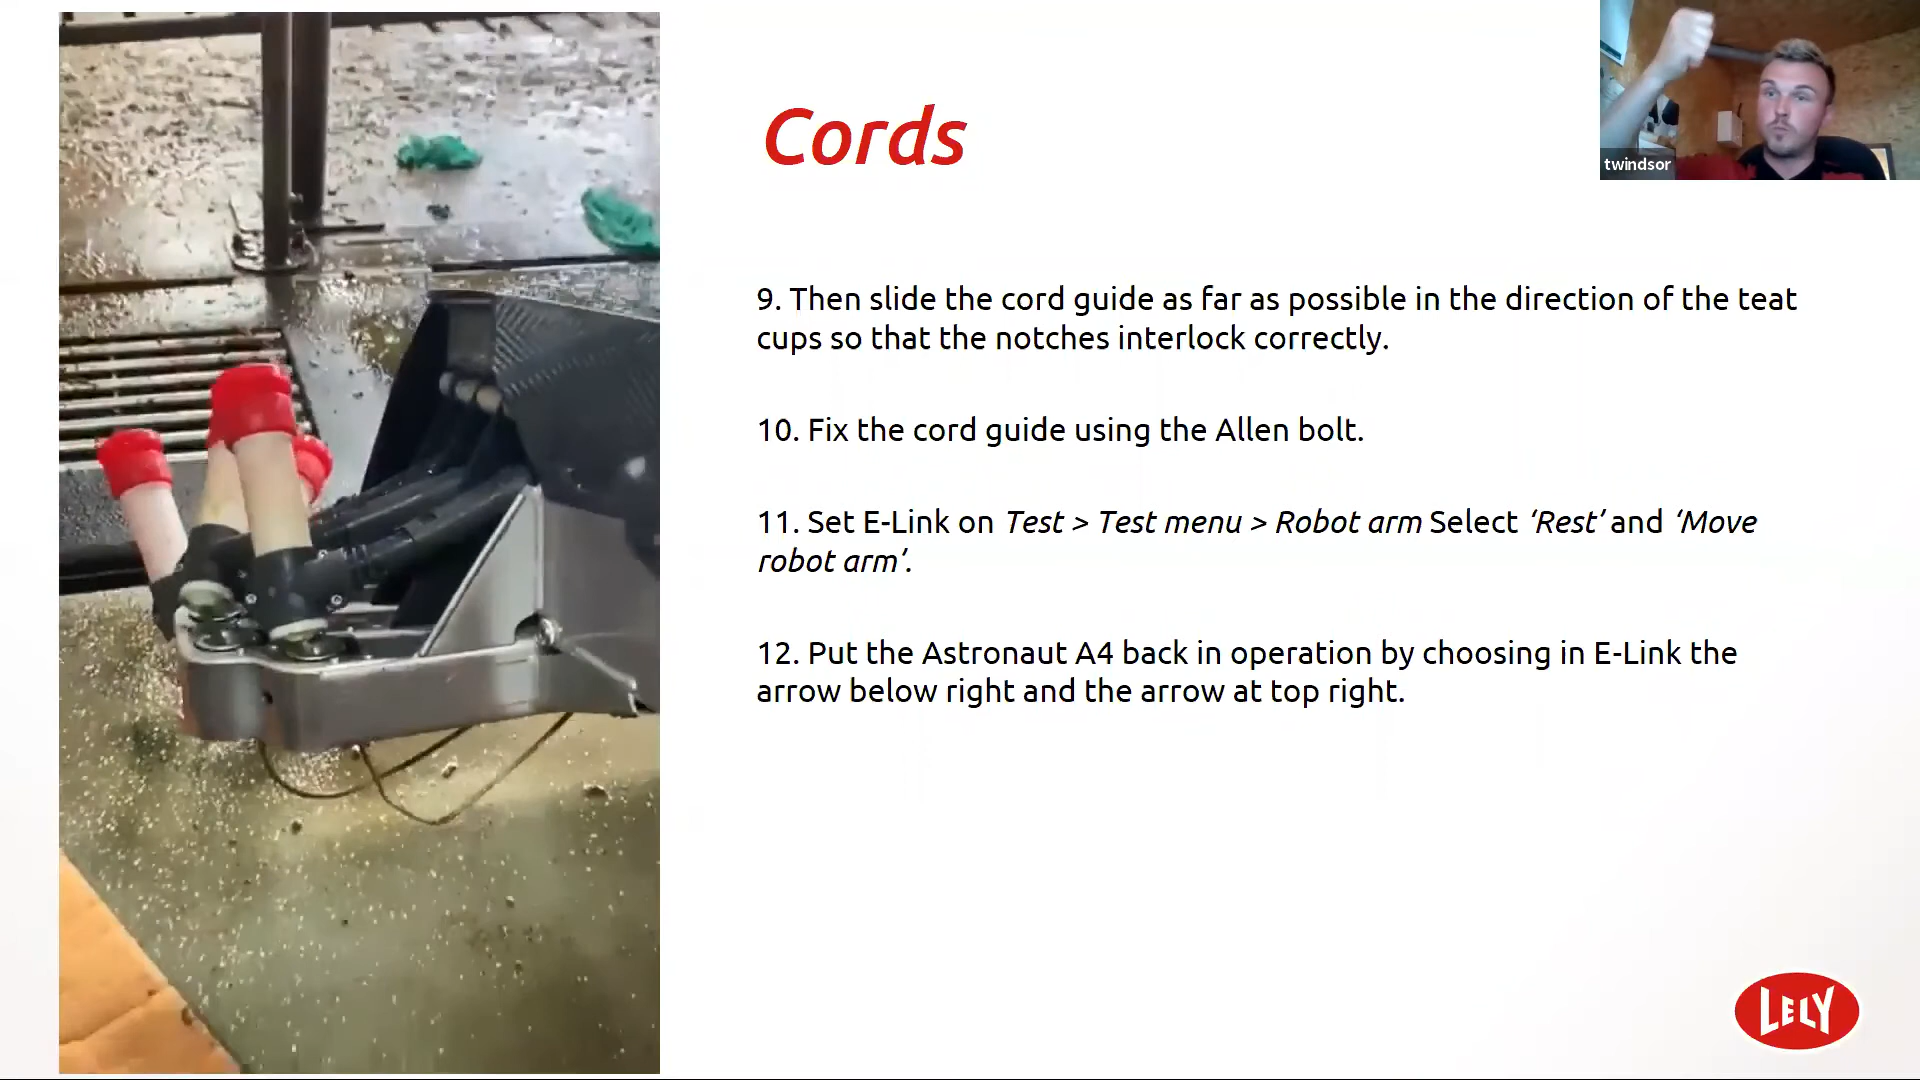 Cords
twindsor
9. Then slide the cord guide as far as possible in the direction of the teat
cups so that the notches interlock correctly.
10. Fix the cord guide using the Allen bolt.
11. Set E-Link on Test > Test menu > Robot arm Select ‘Rest’ and ‘Move
robot arm’.
12. Put the Astronaut A4 back in operation by choosing in E-Link the
arrow below right and the arrow at top right.
LELY